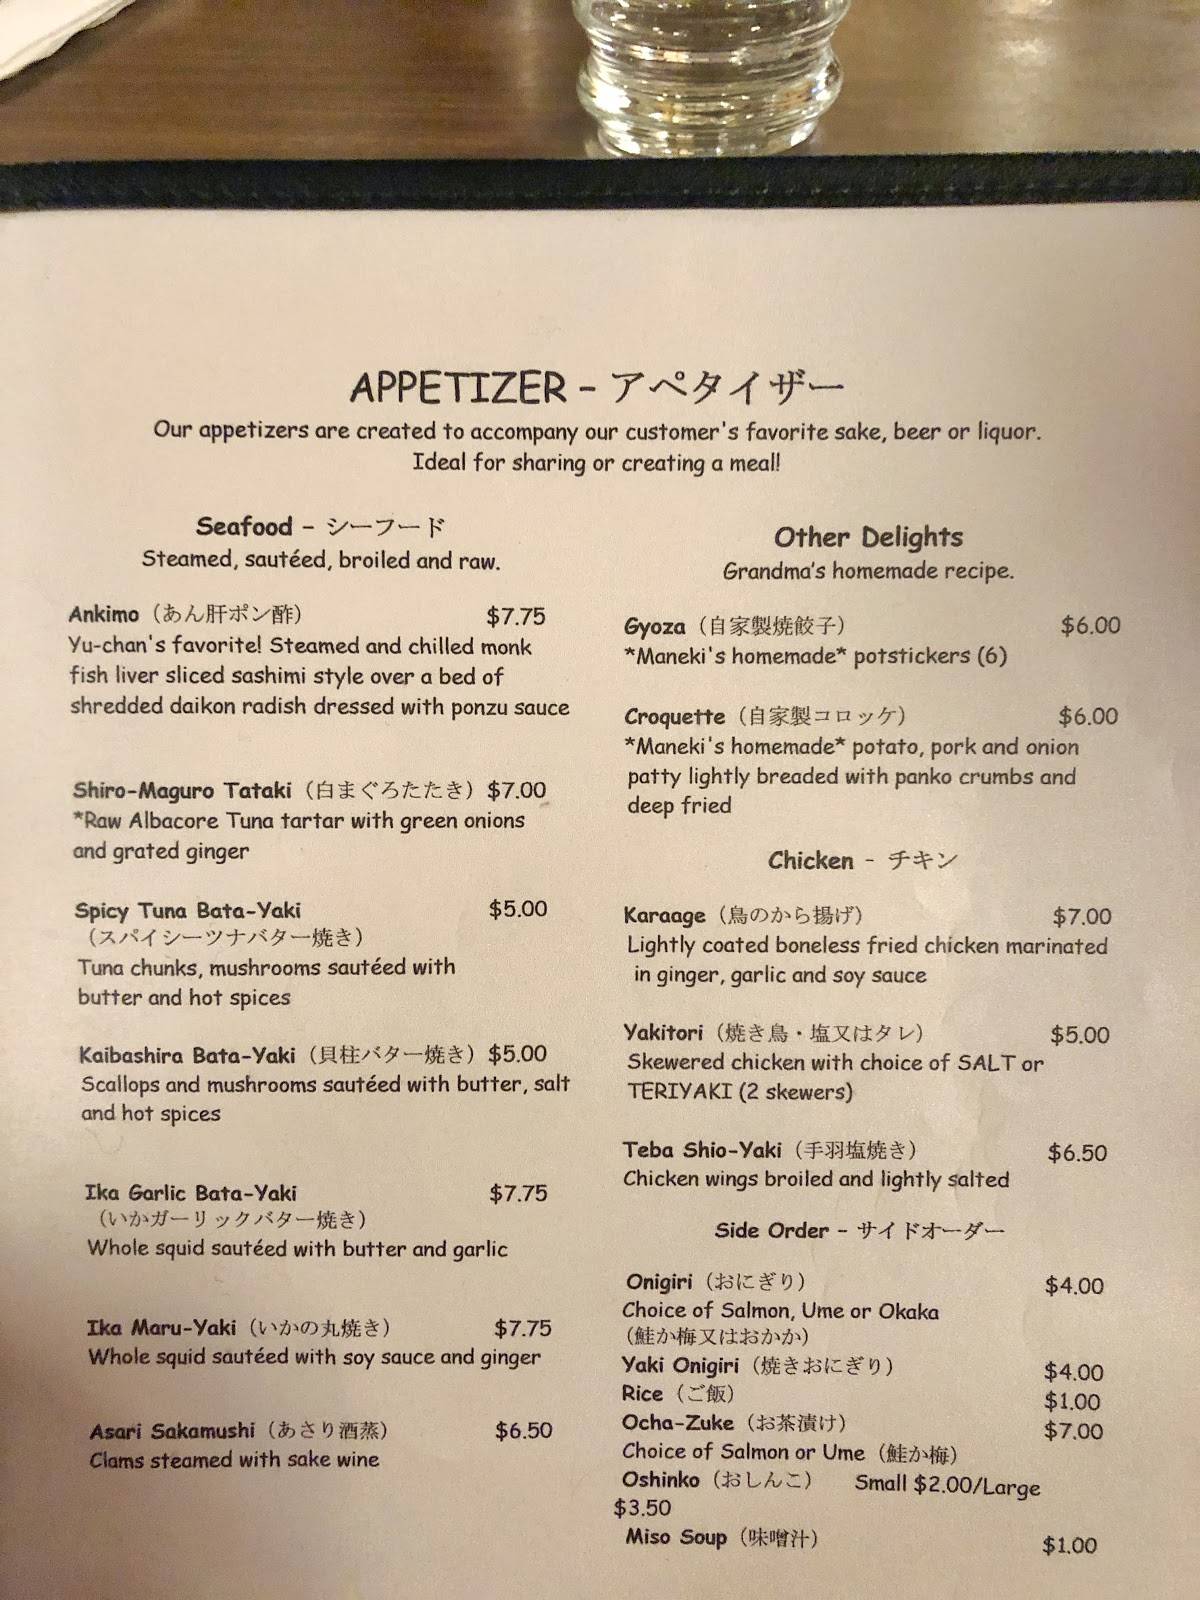 APPETIZER – アペタイザー
Our appetizers are created to accompany our customer's favorite sake, beer or liquor.
Ideal for sharing or creating a meal!
Seafood – シーフード
Steamed, sautéed, broiled and raw.
Ankimo（あん肝ポン酢） $7.75
Yu-chan's favorite! Steamed and chilled monk
fish liver sliced sashimi style over a bed of
shredded daikon radish dressed with ponzu sauce
Shiro-Maguro Tataki（白まぐろたたき）$7.00
*Raw Albacore Tuna tartar with green onions
and grated ginger
Spicy Tuna Bata-Yaki $5.00
（スパイシーツナバター焼き）
Tuna chunks, mushrooms sautéed with
butter and hot spices
Kaibashira Bata-Yaki（貝柱バター焼き）$5.00
Scallops and mushrooms sautéed with butter, salt
and hot spices
Ika Garlic Bata-Yaki $7.75
（いかガーリックバター焼き）
Whole squid sautéed with butter and garlic
Ika Maru-Yaki（いかの丸焼き） $7.75
Whole squid sautéed with soy sauce and ginger
Asari Sakamushi（あさり酒蒸） $6.50
Clams steamed with sake wine
Other Delights
Grandma's homemade recipe.
Gyoza（自家製焼餃子） $6.00
*Maneki's homemade* potstickers (6)
Croquette（自家製コロッケ） $6.00
*Maneki's homemade* potato, pork and onion
patty lightly breaded with panko crumbs and
deep fried
Chicken - チキン
Karaage（鳥のから揚げ） $7.00
Lightly coated boneless fried chicken marinated
in ginger, garlic and soy sauce
Yakitori（焼き鳥・塩又はタレ） $5.00
Skewered chicken with choice of SALT or
TERIYAKI (2 skewers)
Teba Shio-Yaki（手羽塩焼き） $6.50
Chicken wings broiled and lightly salted
Side Order – サイドオーダー
Onigiri（おにぎり） $4.00
Choice of Salmon, Ume or Okaka
（鮭か梅又はおかか）
Yaki Onigiri（焼きおにぎり） $4.00
Rice（ご飯） $1.00
Ocha-Zuke（お茶漬け） $7.00
Choice of Salmon or Ume（鮭か梅）
Oshinko（おしんこ） Small $2.00/Large
$3.50
Miso Soup（味噌汁） $1.00